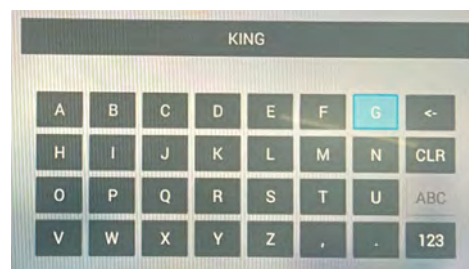 KING
A B C D E F G <-
H I J K L M N CLR
O P Q R S T U ABC
V W X Y Z , . 123